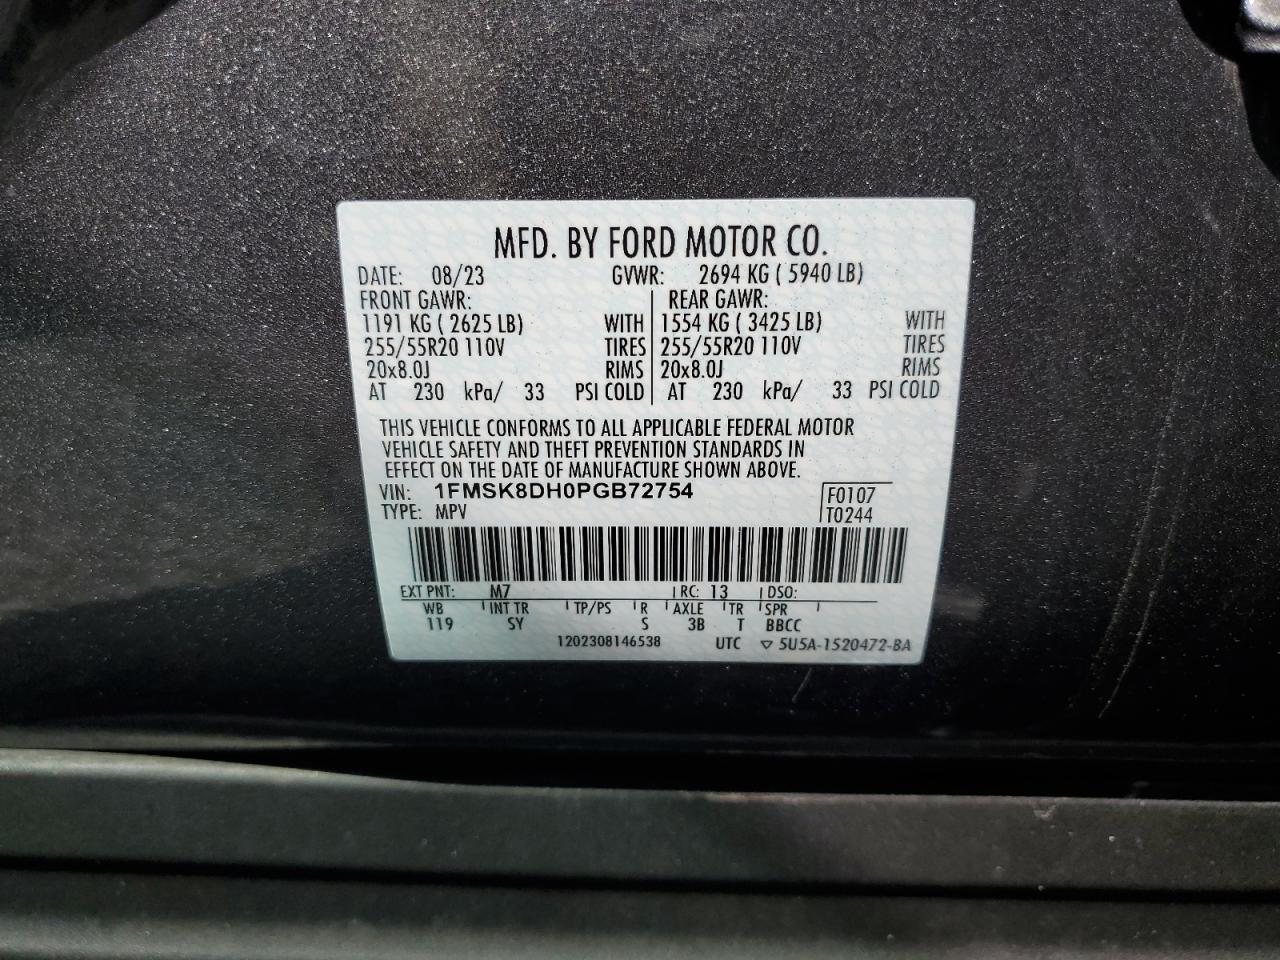 MFD. BY FORD MOTOR CO.
DATE: 08/23 GVWR: 2694 KG ( 5940 LB)
FRONT GAWR: REAR GAWR:
1191 KG ( 2625 LB) WITH 1554 KG ( 3425 LB) WITH
255/55R20 110V TIRES 255/55R20 110V TIRES
20x8.0J RIMS 20x8.0J RIMS
AT 230 kPa/ 33 PSI COLD AT 230 kPa/ 33 PSI COLD
THIS VEHICLE CONFORMS TO ALL APPLICABLE FEDERAL MOTOR
VEHICLE SAFETY AND THEFT PREVENTION STANDARDS IN
EFFECT ON THE DATE OF MANUFACTURE SHOWN ABOVE.
VIN: 1FMSK8DH0PGB72754 F0107
TYPE: MPV T0244
EXT PNT: M7 RC: 13 DSO:
WB INT TR TP/PS R AXLE TR SPR
119 SY S 3B T BBCC
1202308146538 UTC ▽ 5U5A-1520472-BA